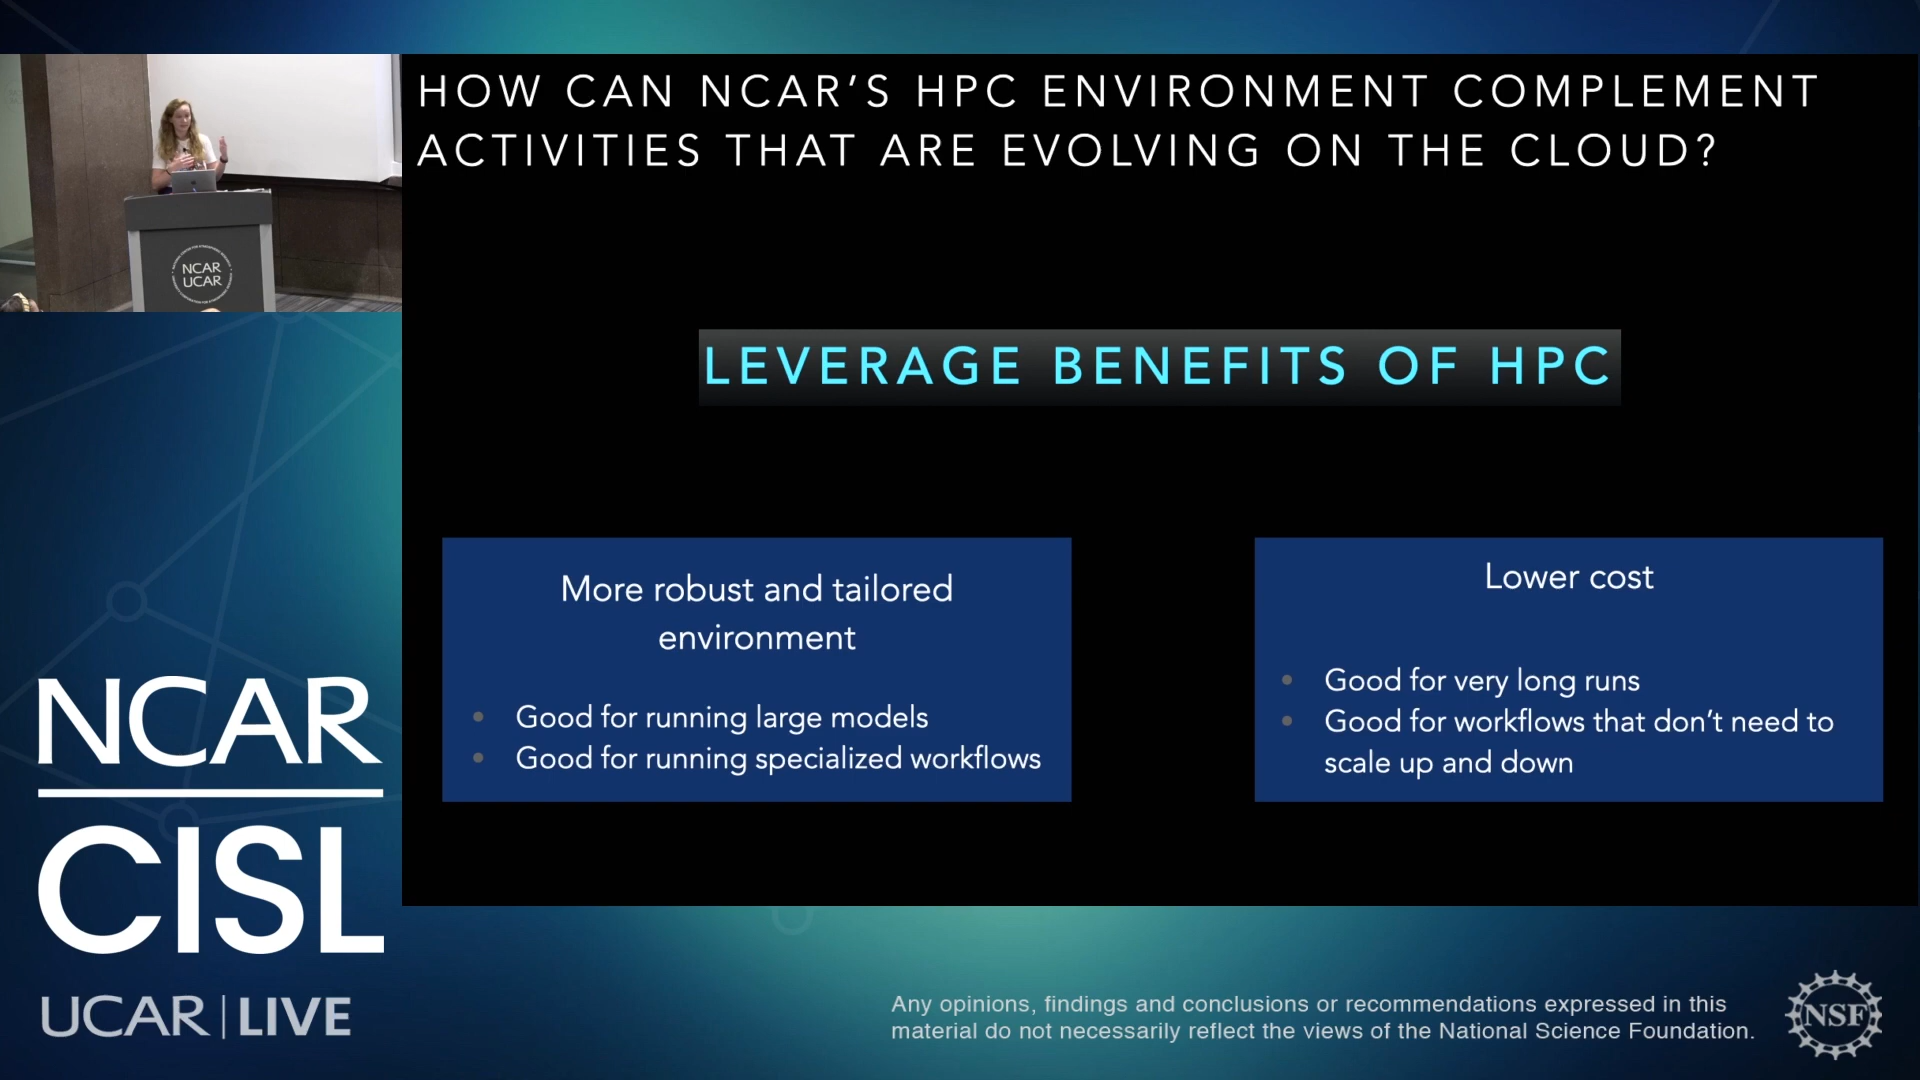 HOW CAN NCAR’S HPC ENVIRONMENT COMPLEMENT
ACTIVITIES THAT ARE EVOLVING ON THE CLOUD?
LEVERAGE BENEFITS OF HPC
More robust and tailored
environment
• Good for running large models
• Good for running specialized workflows
Lower cost
• Good for very long runs
• Good for workflows that don’t need to
scale up and down
NCAR
UCAR
NCAR
CISL
UCAR | LIVE
Any opinions, findings and conclusions or recommendations expressed in this
material do not necessarily reflect the views of the National Science Foundation.
NSF